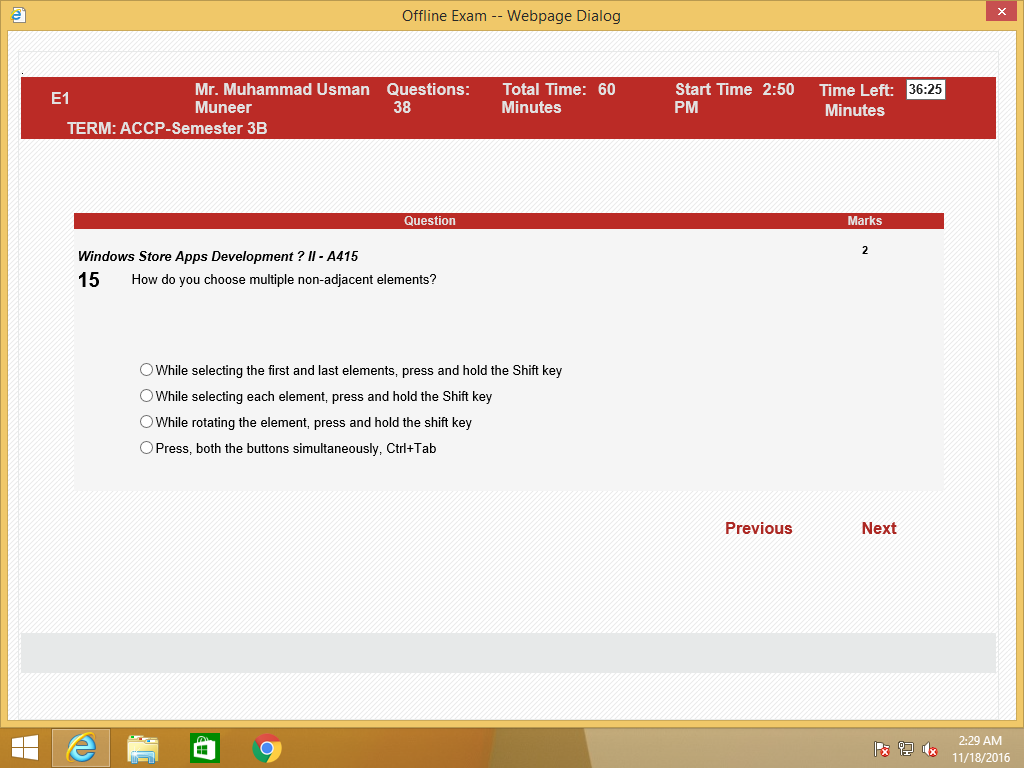 Offline Exam -- Webpage Dialog
E1
Mr. Muhammad Usman Muneer
Questions: 38
Total Time: 60 Minutes
Start Time 2:50 PM
Time Left: 36:25 Minutes
TERM: ACCP-Semester 3B
Question Marks
Windows Store Apps Development ? II - A415 2
15 How do you choose multiple non-adjacent elements?
While selecting the first and last elements, press and hold the Shift key
While selecting each element, press and hold the Shift key
While rotating the element, press and hold the shift key
Press, both the buttons simultaneously, Ctrl+Tab
Previous Next
2:29 AM
11/18/2016